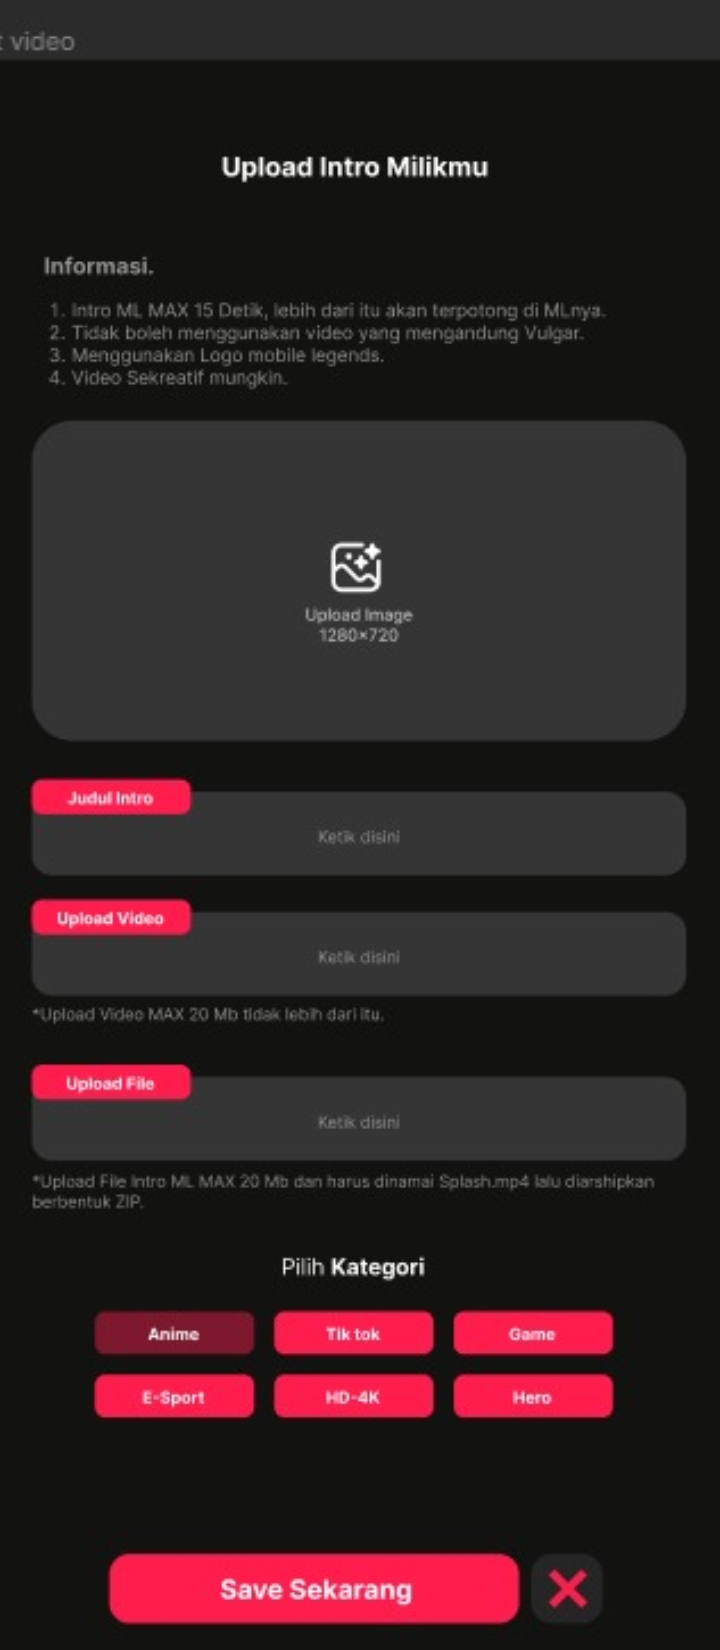 video
Upload Intro Milikmu
Informasi.
1. Intro ML MAX 15 Detik, lebih dari itu akan terpotong di MLnya.
2. Tidak boleh menggunakan video yang mengandung Vulgar.
3. Menggunakan Logo mobile legends.
4. Video Sekreatif mungkin.
Upload Image
1280×720
Judul Intro
Ketik disini
Upload Video
Ketik disini
*Upload Video MAX 20 Mb tidak lebih dari itu.
Upload File
Ketik disini
*Upload File Intro ML MAX 20 Mb dan harus dinamai Splash.mp4 lalu diarshipkan
berbentuk ZIP.
Pilih Kategori
Anime Tik tok Game
E-Sport HD-4K Hero
Save Sekarang